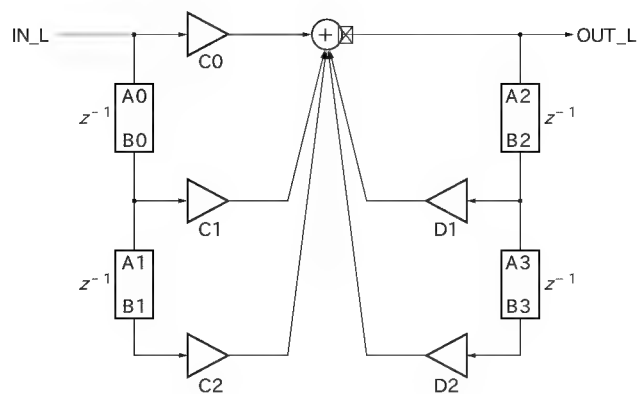 IN_L C0 OUT_L
z⁻¹ A0 A2 z⁻¹
B0 B2
C1 D1
z⁻¹ A1 A3 z⁻¹
B1 B3
C2 D2